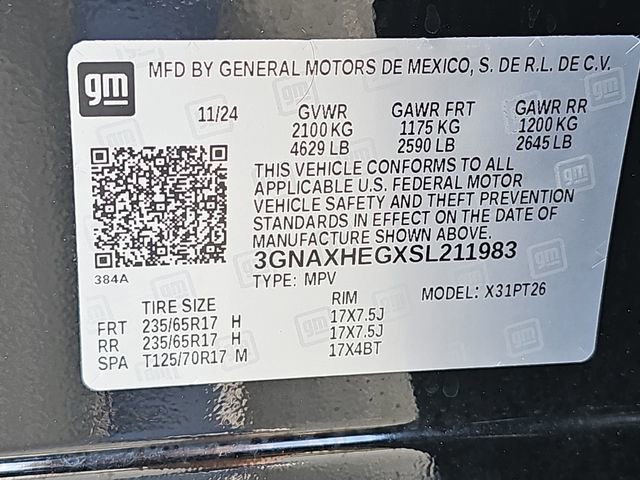 gm MFD BY GENERAL MOTORS DE MEXICO, S. DE R.L. DE C.V.
11/24 GVWR GAWR FRT GAWR RR
2100 KG 1175 KG 1200 KG
4629 LB 2590 LB 2645 LB
THIS VEHICLE CONFORMS TO ALL
APPLICABLE U.S. FEDERAL MOTOR
VEHICLE SAFETY AND THEFT PREVENTION
STANDARDS IN EFFECT ON THE DATE OF
MANUFACTURE SHOWN ABOVE.
384A 3GNAXHEGXSL211983
TYPE: MPV MODEL: X31PT26
TIRE SIZE RIM
FRT 235/65R17 H 17X7.5J
RR 235/65R17 H 17X7.5J
SPA T125/70R17 M 17X4BT